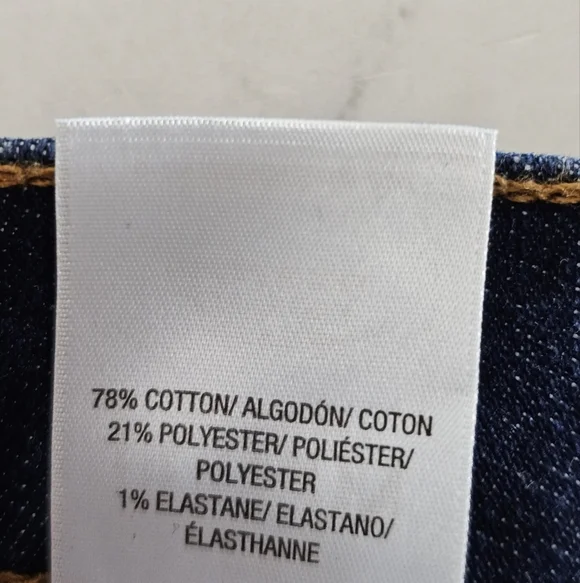 78% COTTON/ ALGODÓN/ COTON
21% POLYESTER/ POLIÉSTER/
POLYESTER
1% ELASTANE/ ELASTANO/
ÉLASTHANNE